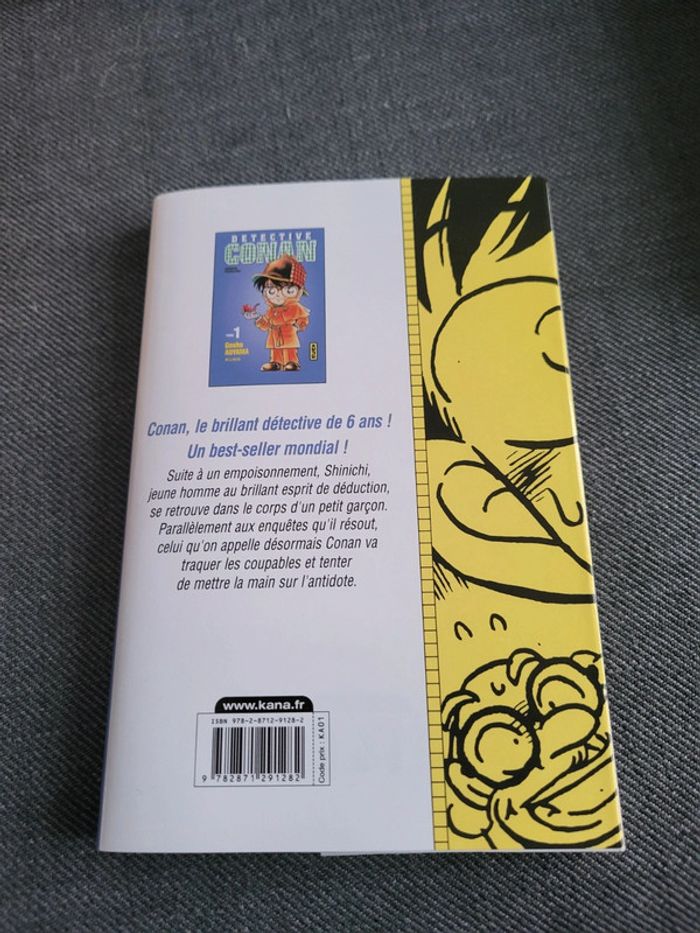 DETECTIVE
CONAN
1
Gosho
AOYAMA
KANA
Conan, le brillant détective de 6 ans !
Un best-seller mondial !
Suite à un empoisonnement, Shinichi,
jeune homme au brillant esprit de déduction,
se retrouve dans le corps d'un petit garçon.
Parallèlement aux enquêtes qu'il résout,
celui qu'on appelle désormais Conan va
traquer les coupables et tenter
de mettre la main sur l'antidote.
www.kana.fr
ISBN 978-2-8712-9128-2
9 782871 291282
Code prix : KA01